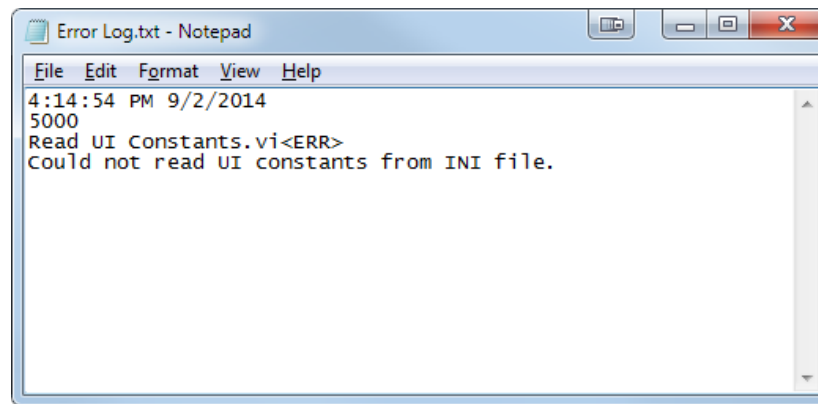 Error Log.txt - Notepad
File Edit Format View Help
4:14:54 PM 9/2/2014
5000
Read UI Constants.vi<ERR>
Could not read UI constants from INI file.